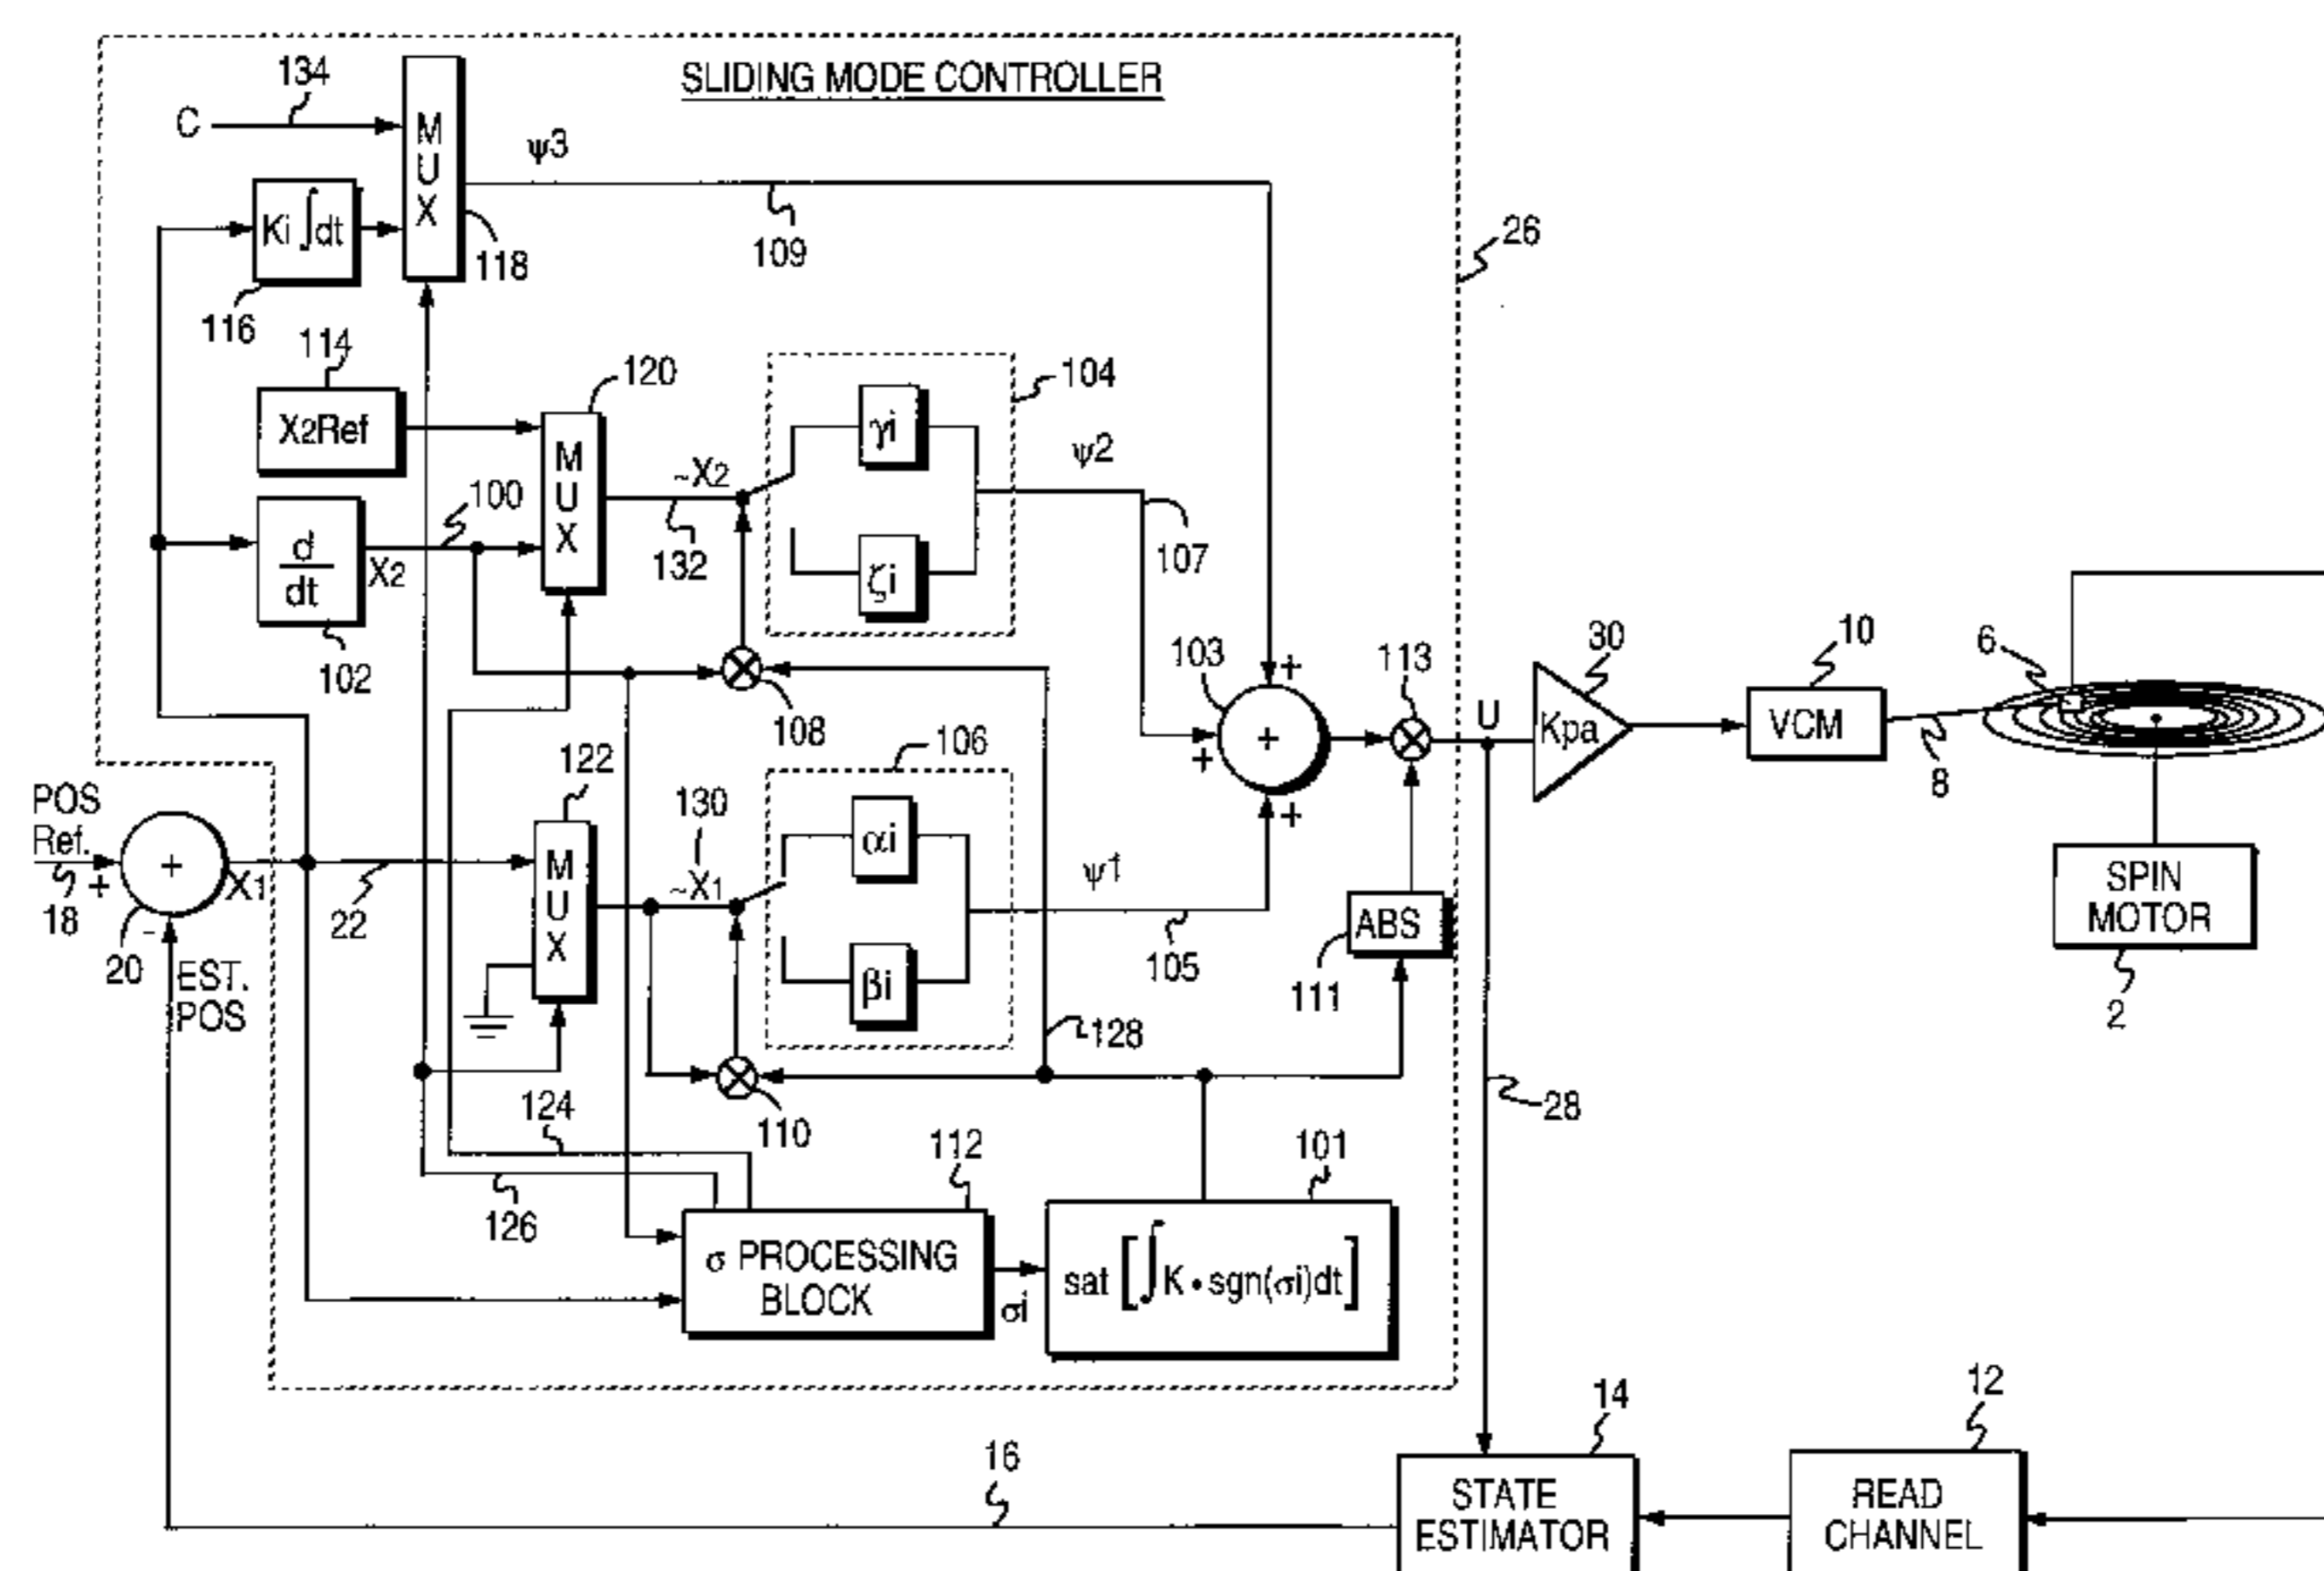 SLIDING MODE CONTROLLER
134
C
M
U
X
ψ3
109
118
Ki ∫dt
116
26
114
X2Ref
120
M
U
X
100
d
dt
X2
102
~X2
132
104
γi
ζi
ψ2
107
108
103
+
+
+
+
113
U
30
Kpa
10
VCM
8
6
SPIN
MOTOR
2
POS
Ref.
18
+
+
-
20
X1
EST.
POS
22
122
M
U
X
130
~X1
106
αi
βi
ψ1
105
110
128
ABS
111
28
124
126
112
σ PROCESSING
BLOCK
σi
101
sat [∫K • sgn(σi)dt]
16
14
STATE
ESTIMATOR
12
READ
CHANNEL